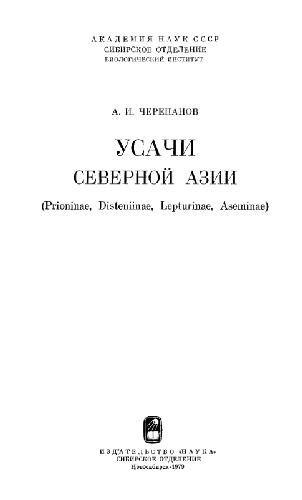 АКАДЕМИЯ НАУК СССР
СИБИРСКОЕ ОТДЕЛЕНИЕ
БИОЛОГИЧЕСКИЙ ИНСТИТУТ
А. И. ЧЕРЕПАНОВ
УСАЧИ
СЕВЕРНОЙ АЗИИ
(Prioninae, Disteniinae, Lepturinae, Aseminae)
ИЗДАТЕЛЬСТВО «НАУКА»
СИБИРСКОЕ ОТДЕЛЕНИЕ
Новосибирск·1979